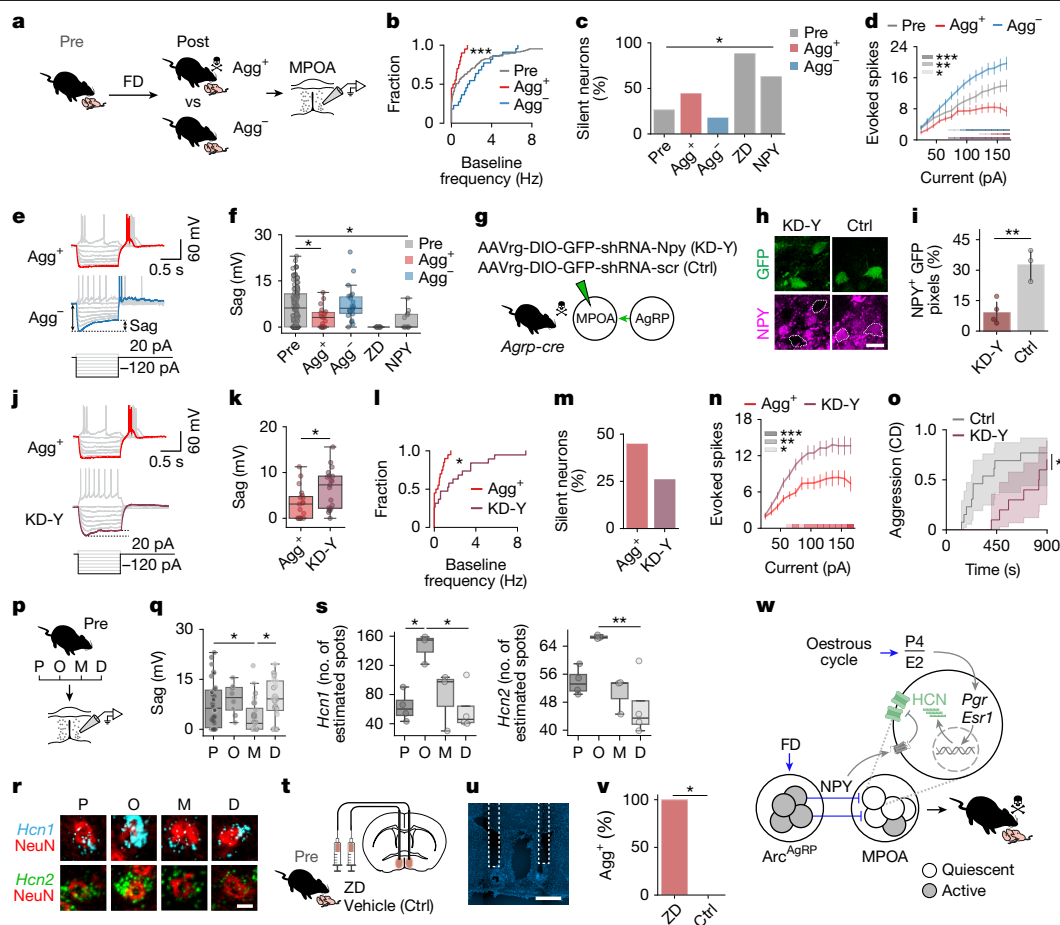 a
Pre
FD
Post
Agg+
vs
Agg−
MPOA
b
1.0
0.5
0
Fraction
***
Pre
Agg+
Agg−
0 4 8
Baseline
frequency (Hz)
c
Silent neurons
(%)
100
50
0
*
Pre
Agg+
Agg−
Pre
Agg+
Agg−
ZD
NPY
d
Pre Agg+ Agg−
Evoked spikes
24
16
8
0
***
**
*
50 100 150
Current (pA)
e
Agg+
60 mV
0.5 s
Agg−
Sag
20 pA
−120 pA
f
Sag (mV)
30
15
0
*
*
Pre
Agg+
Agg−
Pre
Agg+
Agg−
ZD
NPY
g
AAVrg-DIO-GFP-shRNA-Npy (KD-Y)
AAVrg-DIO-GFP-shRNA-scr (Ctrl)
MPOA
AgRP
Agrp-cre
h
KD-Y Ctrl
GFP
NPY
i
NPY+ GFP
pixels (%)
45
30
15
0
**
KD-Y
Ctrl
j
Agg+
60 mV
0.5 s
KD-Y
20 pA
−120 pA
k
Sag (mV)
20
10
0
*
Agg+
KD-Y
l
Fraction
1.0
0.5
0
*
Agg+
KD-Y
0 4 8
Baseline
frequency (Hz)
m
Silent neurons
(%)
50
25
0
Agg+
KD-Y
n
Agg+ KD-Y
Evoked spikes
18
12
6
0
***
**
*
50 100 150
Current (pA)
o
Ctrl
KD-Y
Aggression (CD)
1.0
0.5
0
*
0 450 900
Time (s)
p
Pre
P O M D
q
Sag (mV)
30
15
0
* *
P O M D
s
Hcn1 (no. of
estimated spots)
160
120
80
40
* *
P O M D
Hcn2 (no. of
estimated spots)
64
56
48
40
**
P O M D
r
P O M D
Hcn1
NeuN
Hcn2
NeuN
t
Pre
ZD
Vehicle (Ctrl)
u
v
Agg+ (%)
100
50
0
*
ZD
Ctrl
w
Oestrous
cycle
P4
E2
HCN
Pgr
Esr1
FD
NPY
ArcAgRP
MPOA
Quiescent
Active